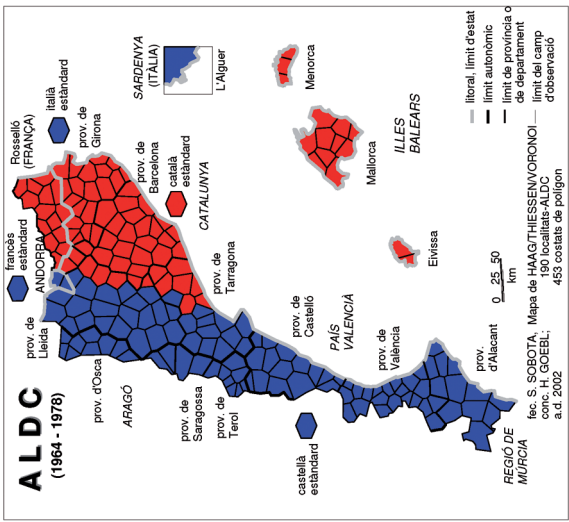 ALDC
(1964 - 1978)
francès
estàndard
Rosselló
(FRANÇA)
italià
estàndard
ANDORRA
prov. de
Girona
prov. de
Lleida
prov. de
Barcelona
català
estàndard
CATALUNYA
prov. d'Osca
ARAGÓ
prov. de
Tarragona
prov. de
Saragossa
prov. de
Terol
castellà
estàndard
prov. de
Castelló
PAÍS
VALENCIÀ
prov. de
València
prov.
d'Alacant
REGIÓ DE
MÚRCIA
SARDENYA
(ITÀLIA)
L'Alguer
Menorca
Mallorca
ILLES
BALEARS
Eivissa
0 25 50
km
litoral, límit d'estat
límit autonòmic
límit de província o
de departament
límit del camp
d'observació
fec. S. SOBOTA,
conc. H. GOEBL;
a.d. 2002
Mapa de HAAG/THIESSEN/VORONOI
190 localitats-ALDC
453 costats de polígon